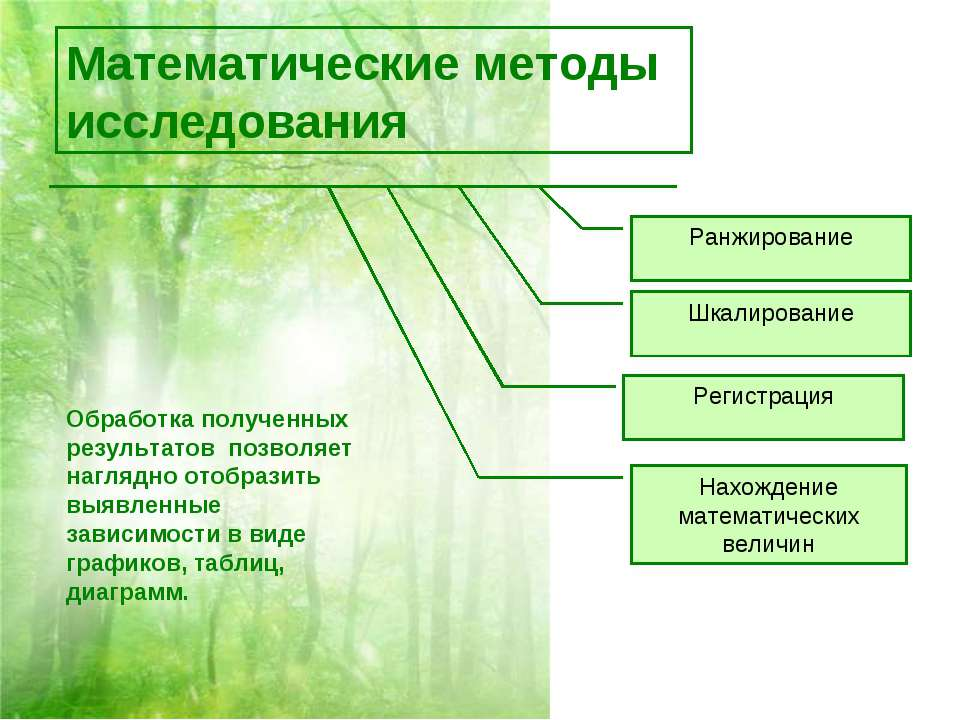 Математические методы
исследования
Ранжирование
Шкалирование
Регистрация
Нахождение
математических
величин
Обработка полученных
результатов  позволяет
наглядно отобразить
выявленные
зависимости в виде
графиков, таблиц,
диаграмм.